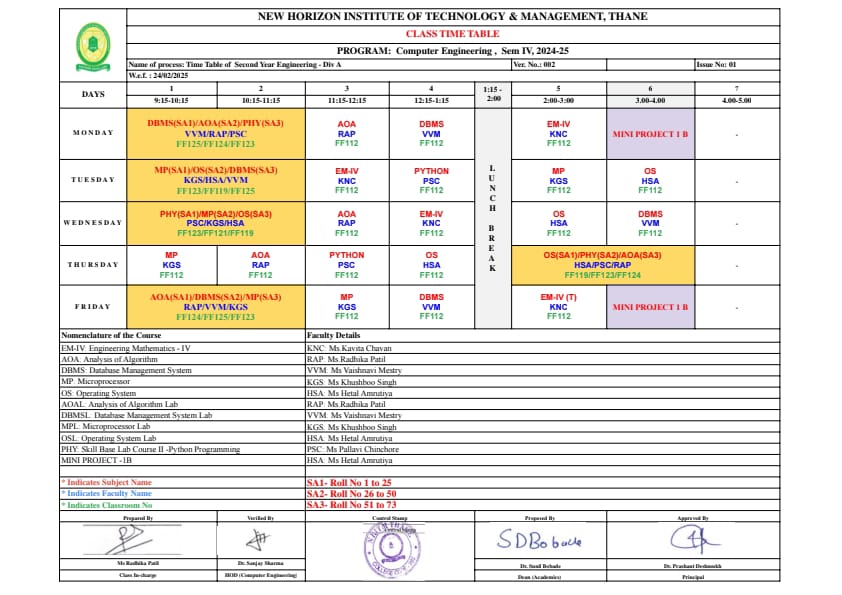 NEW HORIZON INSTITUTE OF TECHNOLOGY & MANAGEMENT, THANE
CLASS TIME TABLE
PROGRAM: Computer Engineering , Sem IV, 2024-25
Name of process: Time Table of Second Year Engineering - Div A Ver. No.: 002 Issue No: 01
W.e.f. : 24/02/2025
DAYS 1 2 3 4 1:15 - 2:00 5 6 7
9:15-10:15 10:15-11:15 11:15-12:15 12:15-1:15 2:00-3:00 3.00-4.00 4.00-5.00
MONDAY
DBMS(SA1)/AOA(SA2)/PHY(SA3) AOA DBMS EM-IV
VVM/RAP/PSC RAP VVM KNC MINI PROJECT 1 B -
FF125/FF124/FF123 FF112 FF112 FF112
LUNCH BREAK
TUESDAY
MP(SA1)/OS(SA2)/DBMS(SA3) EM-IV PYTHON MP OS
KGS/HSA/VVM KNC PSC KGS HSA -
FF123/FF119/FF125 FF112 FF112 FF112 FF112
WEDNESDAY
PHY(SA1)/MP(SA2)/OS(SA3) AOA EM-IV OS DBMS
PSC/KGS/HSA RAP KNC HSA VVM -
FF123/FF121/FF119 FF112 FF112 FF112 FF112
THURSDAY
MP AOA PYTHON OS OS(SA1)/PHY(SA2)/AOA(SA3)
KGS RAP PSC HSA HSA/PSC/RAP -
FF112 FF112 FF112 FF112 FF119/FF123/FF124
FRIDAY
AOA(SA1)/DBMS(SA2)/MP(SA3) MP DBMS EM-IV (T)
RAP/VVM/KGS KGS VVM KNC MINI PROJECT 1 B -
FF124/FF125/FF123 FF112 FF112 FF112
Nomenclature of the Course Faculty Details
EM-IV: Engineering Mathematics - IV KNC: Ms.Kavita Chavan
AOA: Analysis of Algorithm RAP: Ms.Radhika Patil
DBMS: Database Management System VVM: Ms Vaishnavi Mestry
MP: Microprocessor KGS: Ms Khushboo Singh
OS: Operating System HSA: Ms Hetal Amrutiya
AOAL: Analysis of Algorithm Lab RAP: Ms.Radhika Patil
DBMSL: Database Management System Lab VVM: Ms Vaishnavi Mestry
MPL: Microprocessor Lab KGS: Ms Khushboo Singh
OSL: Operating System Lab HSA: Ms Hetal Amrutiya
PHY: Skill Base Lab Course II -Python Programming PSC: Ms Pallavi Chinchore
MINI PROJECT -1B HSA: Ms Hetal Amrutiya
* Indicates Subject Name SA1- Roll No 1 to 25
* Indicates Faculty Name SA2- Roll No 26 to 50
* Indicates Classroom No SA3- Roll No 51 to 73
Prepared By Verified By Control Stamp Proposed By Approved By
SDBobade
Ms Radhika Patil Dr. Sanjay Sharma Dr. Sunil Bobade Dr. Prashant Deshmukh
Class In-charge HOD (Computer Engineering) Dean (Academics) Principal